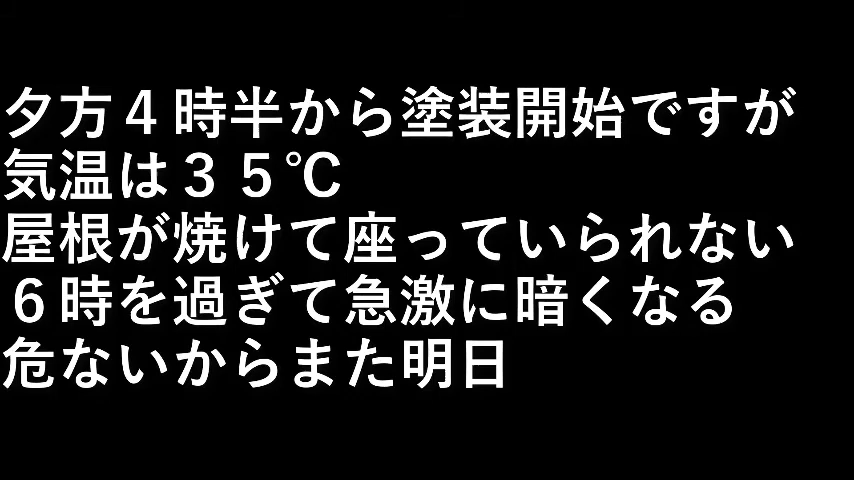 夕方４時半から塗装開始ですが
気温は３５℃
屋根が焼けて座っていられない
６時を過ぎて急激に暗くなる
危ないからまた明日